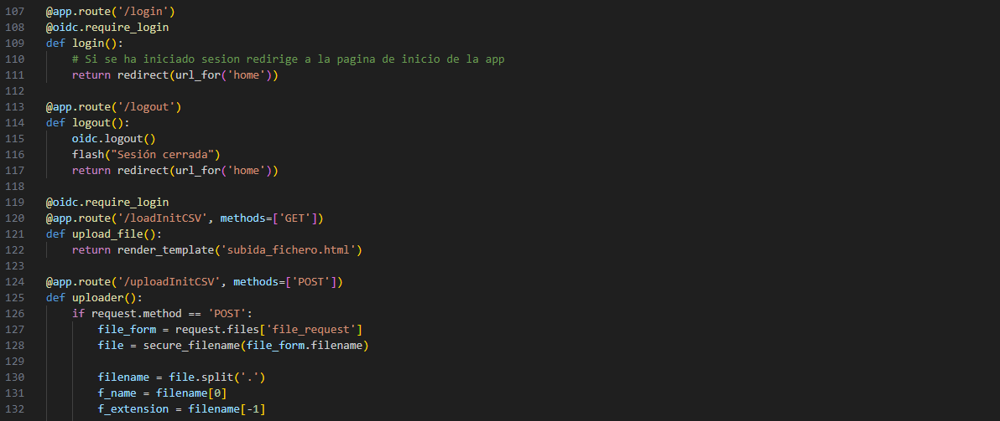 107 @app.route('/login')
108 @oidc.require_login
109 def login():
110     # Si se ha iniciado sesion redirige a la pagina de inicio de la app
111     return redirect(url_for('home'))
112
113 @app.route('/logout')
114 def logout():
115     oidc.logout()
116     flash("Sesión cerrada")
117     return redirect(url_for('home'))
118
119 @oidc.require_login
120 @app.route('/loadInitCSV', methods=['GET'])
121 def upload_file():
122     return render_template('subida_fichero.html')
123
124 @app.route('/uploadInitCSV', methods=['POST'])
125 def uploader():
126     if request.method == 'POST':
127         file_form = request.files['file_request']
128         file = secure_filename(file_form.filename)
129
130         filename = file.split('.')
131         f_name = filename[0]
132         f_extension = filename[-1]